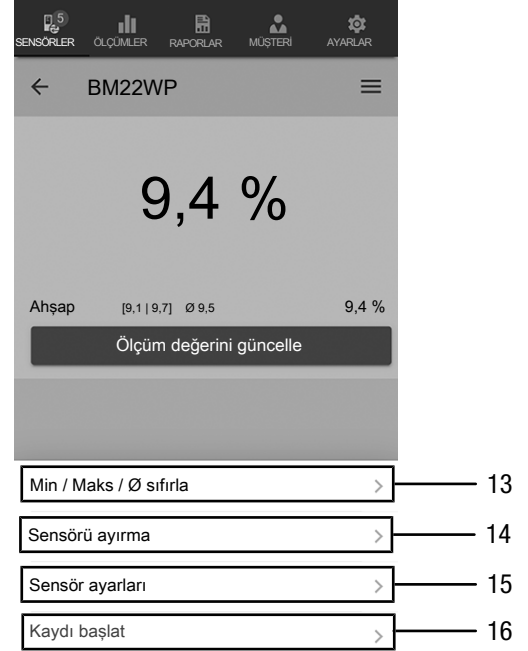 5
SENSÖRLER ÖLÇÜMLER RAPORLAR MÜŞTERİ AYARLAR
BM22WP
9,4 %
Ahşap [9,1 | 9,7] Ø 9,5 9,4 %
Ölçüm değerini güncelle
Min / Maks / Ø sıfırla 13
Sensörü ayırma 14
Sensör ayarları 15
Kaydı başlat 16